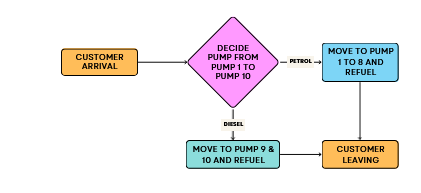 CUSTOMER
ARRIVAL
DECIDE
PUMP FROM
PUMP 1 TO
PUMP 10
PETROL
MOVE TO PUMP
1 TO 8 AND
REFUEL
DIESEL
MOVE TO PUMP 9 &
10 AND REFUEL
CUSTOMER
LEAVING